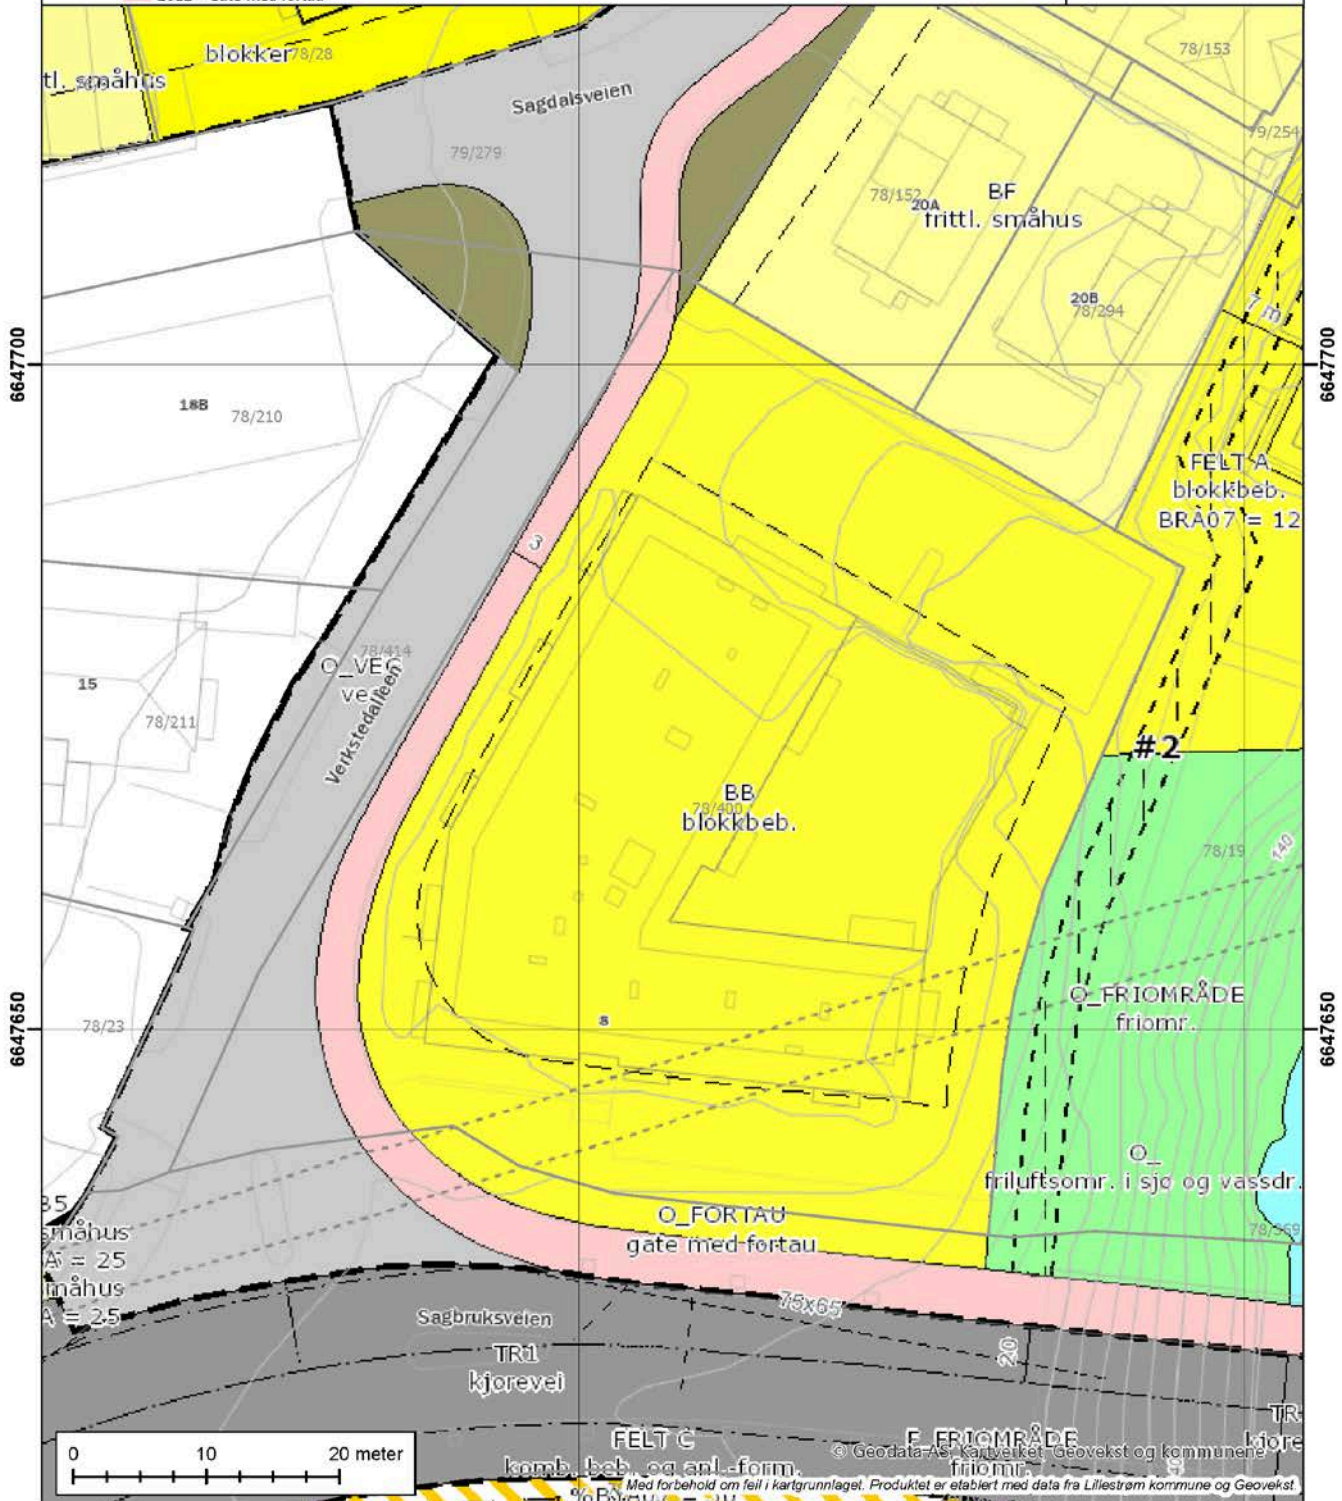 blokker
78/28
tl. småhus
Sagdalsveien
79/279
78/153
79/254
78/152
20A
BF
frittl. småhus
20B
78/294
7 m
6647700
6647700
18B
78/210
FELT A
blokkbeb.
BRA07 = 12
3
78/414
O_VEG
Verkstedalleen
15
78/211
#2
BB
78/400
blokkbeb.
78/19
140
O_FRIOMRÅDE
friomr.
8
78/23
6647650
6647650
O_
friluftsomr. i sjø og vassdr.
småhus
A = 25
måhus
A = 25
O_FORTAU
gate med fortau
78/369
75x65
Sagbruksveien
TR1
kjørevei
20
TR
kjøre
FELT C
komb. beb. og anl.-form.
F_FRIOMRÅDE
friomr.
© Geodata AS, Kartverket, Geovekst og kommunene
0 10 20 meter
Med forbehold om feil i kartgrunnlaget. Produktet er etablert med data fra Lillestrøm kommune og Geovekst.